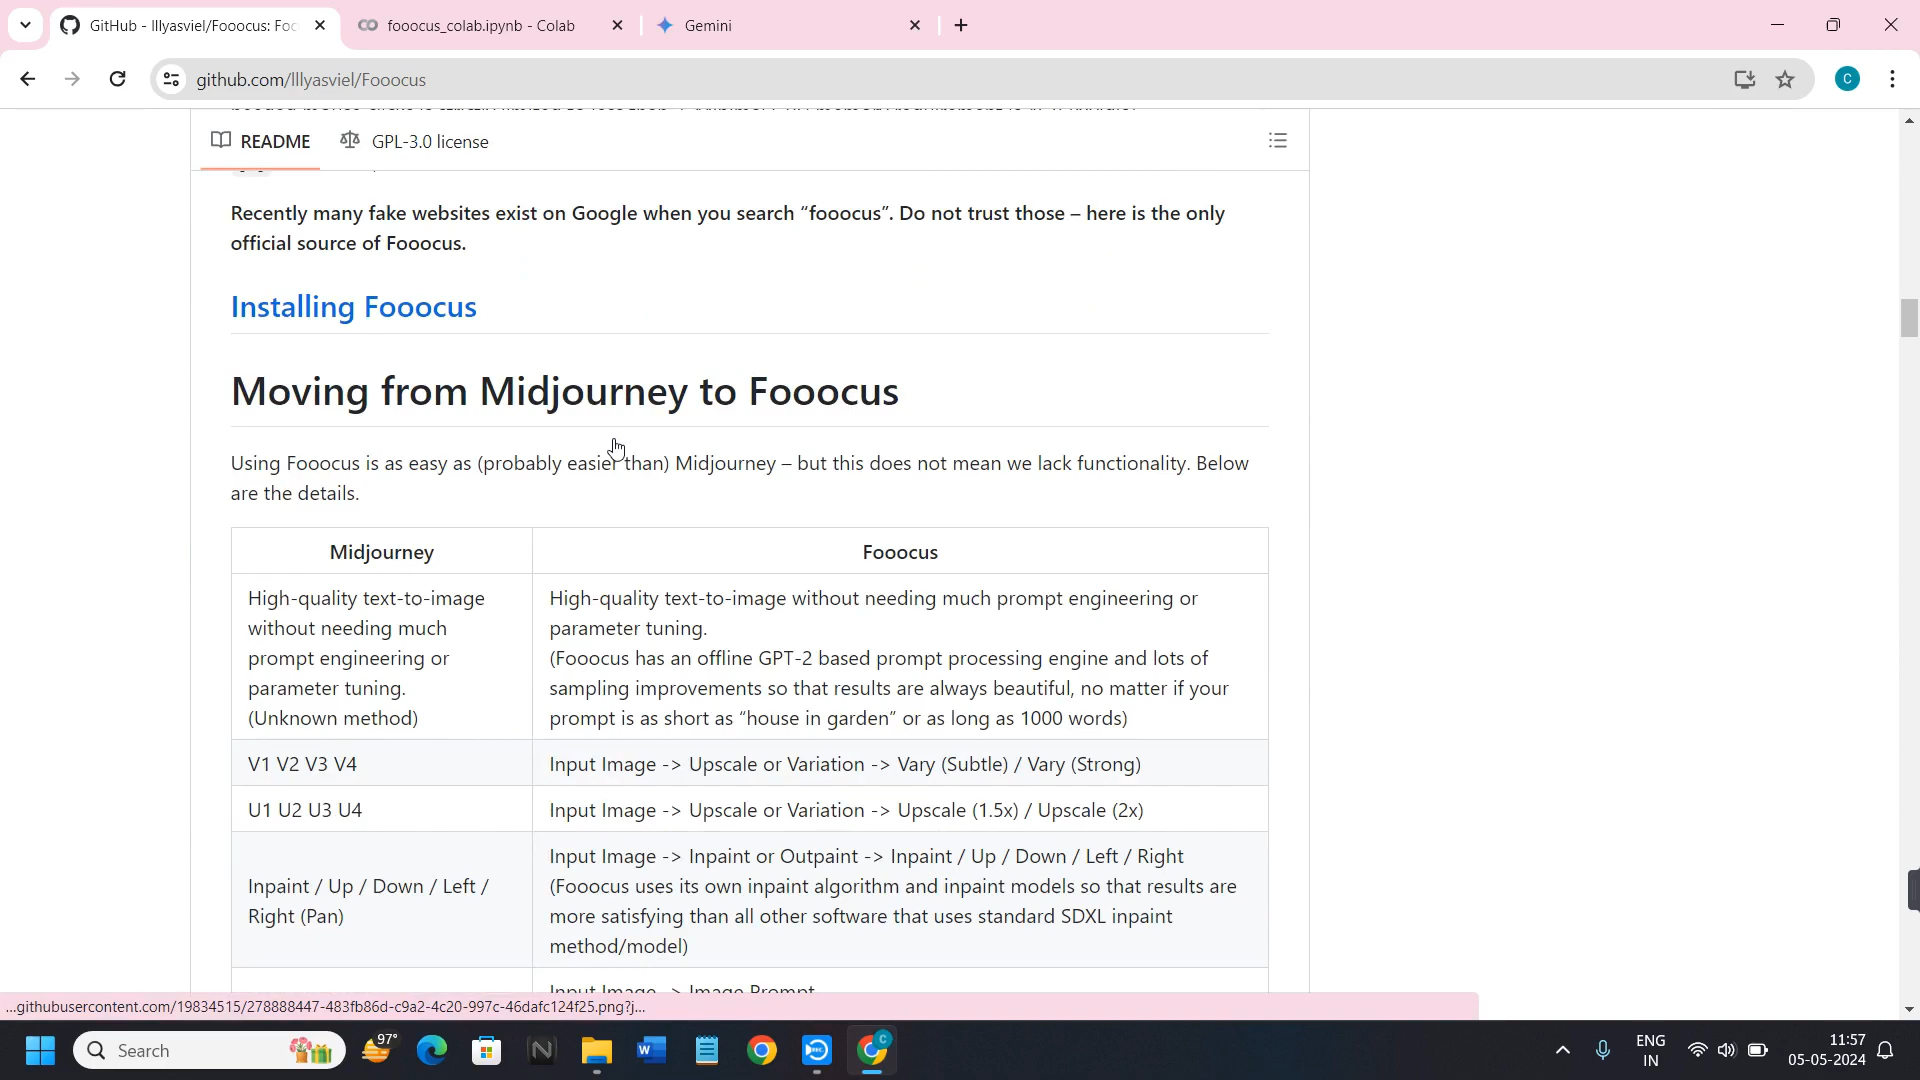 GitHub - lllyasviel/Fooocus: Foc
fooocus_colab.ipynb - Colab
Gemini
github.com/lllyasviel/Fooocus
C
README
GPL-3.0 license
Recently many fake websites exist on Google when you search “fooocus”. Do not trust those – here is the only
official source of Fooocus.
Installing Fooocus
Moving from Midjourney to Fooocus
Using Fooocus is as easy as (probably easier than) Midjourney – but this does not mean we lack functionality. Below
are the details.
Midjourney
Fooocus
High-quality text-to-image
without needing much
prompt engineering or
parameter tuning.
(Unknown method)
High-quality text-to-image without needing much prompt engineering or
parameter tuning.
(Fooocus has an offline GPT-2 based prompt processing engine and lots of
sampling improvements so that results are always beautiful, no matter if your
prompt is as short as “house in garden” or as long as 1000 words)
V1 V2 V3 V4
Input Image -> Upscale or Variation -> Vary (Subtle) / Vary (Strong)
U1 U2 U3 U4
Input Image -> Upscale or Variation -> Upscale (1.5x) / Upscale (2x)
Inpaint / Up / Down / Left /
Right (Pan)
Input Image -> Inpaint or Outpaint -> Inpaint / Up / Down / Left / Right
(Fooocus uses its own inpaint algorithm and inpaint models so that results are
more satisfying than all other software that uses standard SDXL inpaint
method/model)
Input Image -> Image Prompt
...githubusercontent.com/19834515/278888447-483fb86d-c9a2-4c20-997c-46dafc124f25.png?j...
Search
97°
ENG
IN
11:57
05-05-2024